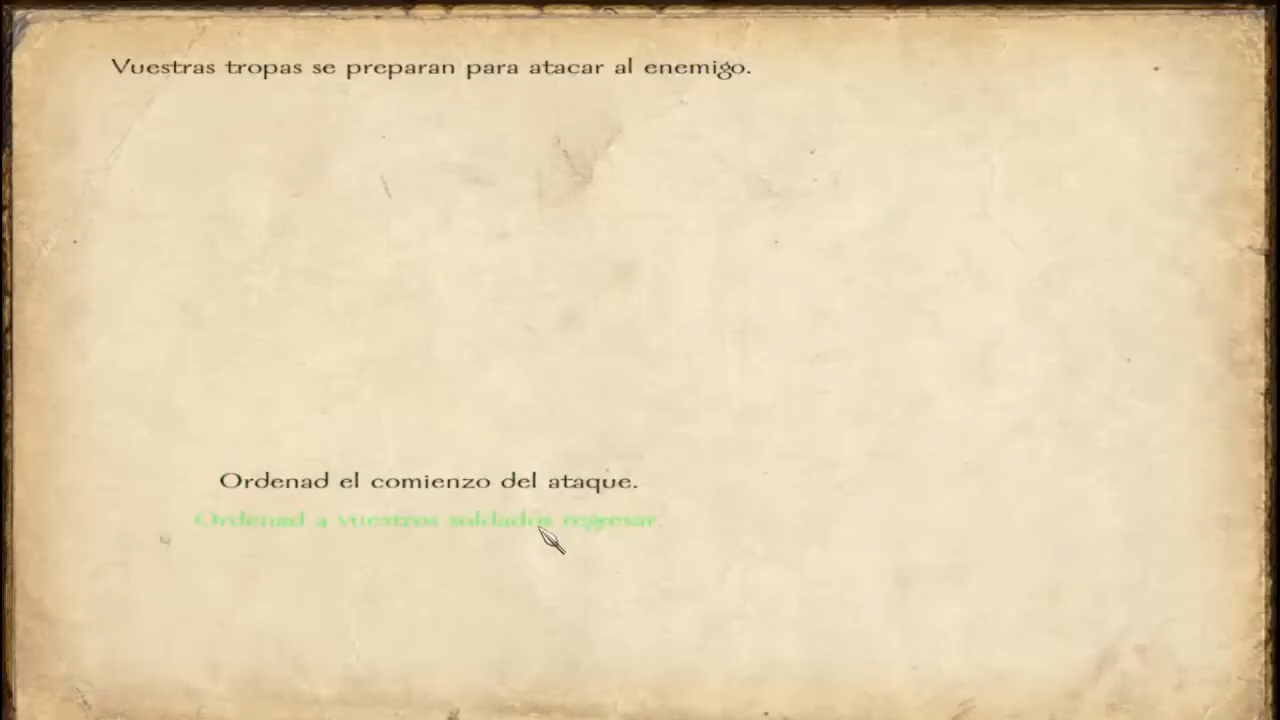 Vuestras tropas se preparan para atacar al enemigo.
Ordenad el comienzo del ataque.
Ordenad a vuestros soldados regresar.